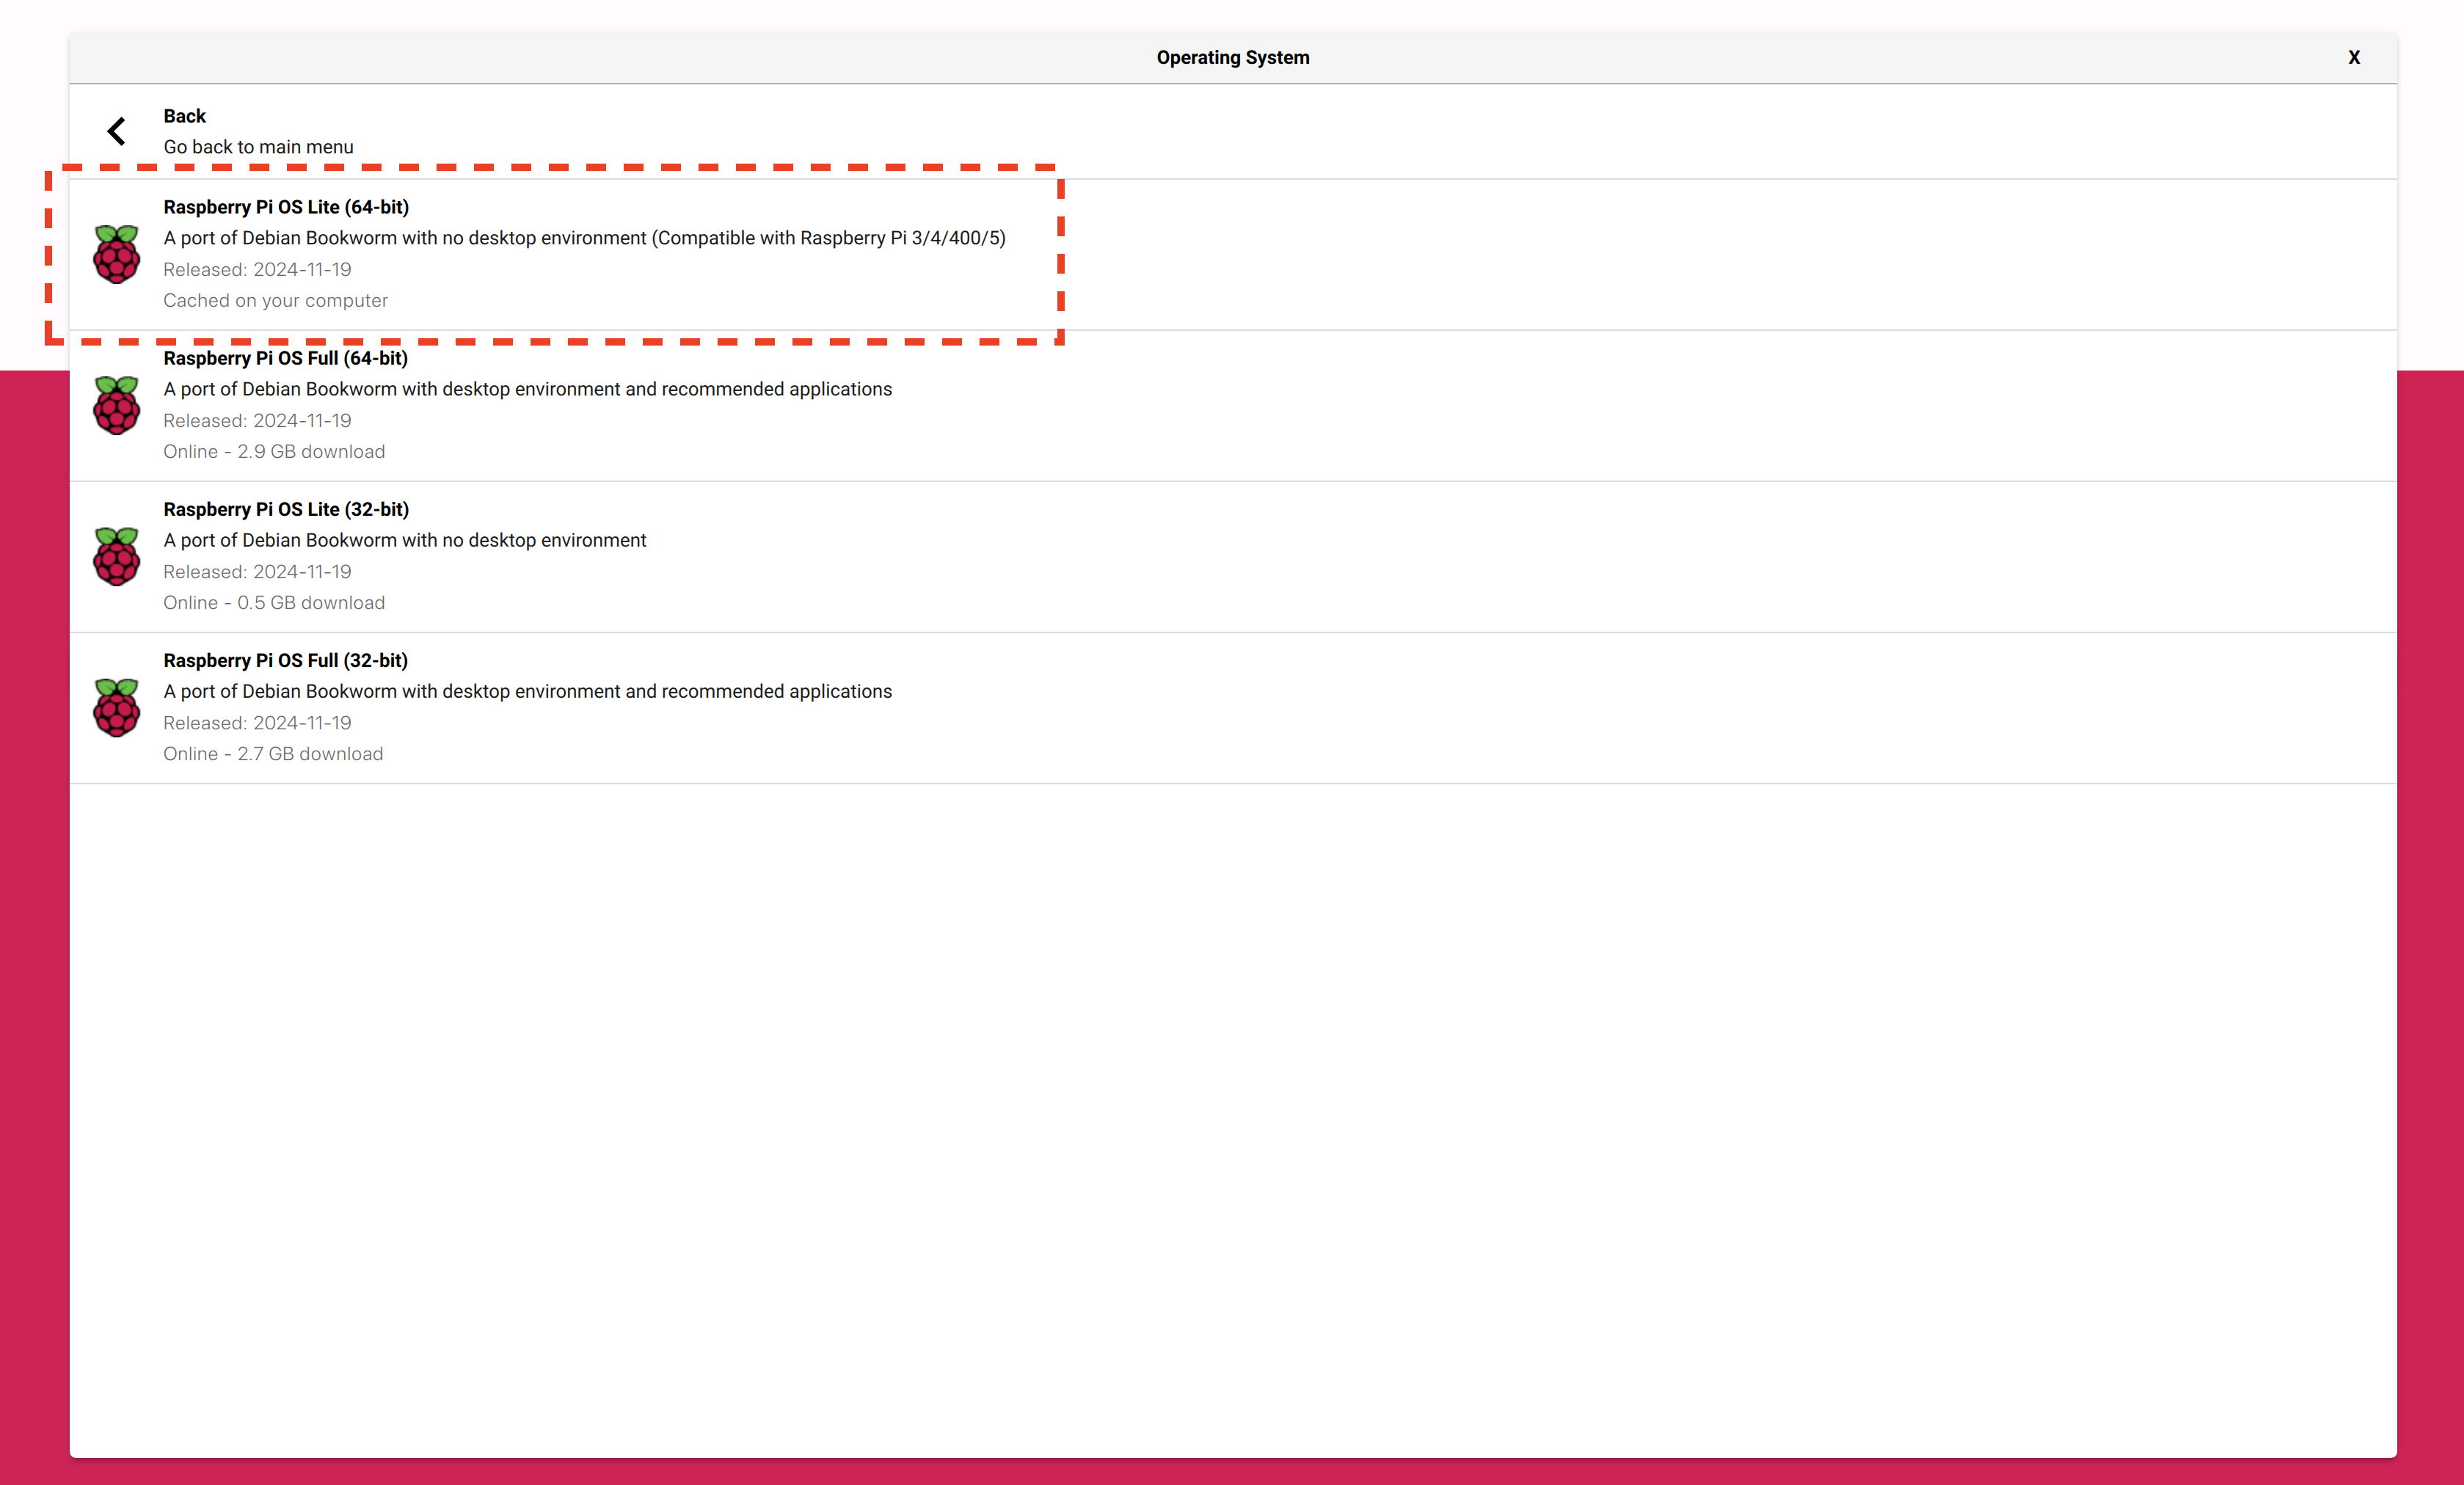 Operating System
X
Back
Go back to main menu
Raspberry Pi OS Lite (64-bit)
A port of Debian Bookworm with no desktop environment (Compatible with Raspberry Pi 3/4/400/5)
Released: 2024-11-19
Cached on your computer
Raspberry Pi OS Full (64-bit)
A port of Debian Bookworm with desktop environment and recommended applications
Released: 2024-11-19
Online - 2.9 GB download
Raspberry Pi OS Lite (32-bit)
A port of Debian Bookworm with no desktop environment
Released: 2024-11-19
Online - 0.5 GB download
Raspberry Pi OS Full (32-bit)
A port of Debian Bookworm with desktop environment and recommended applications
Released: 2024-11-19
Online - 2.7 GB download